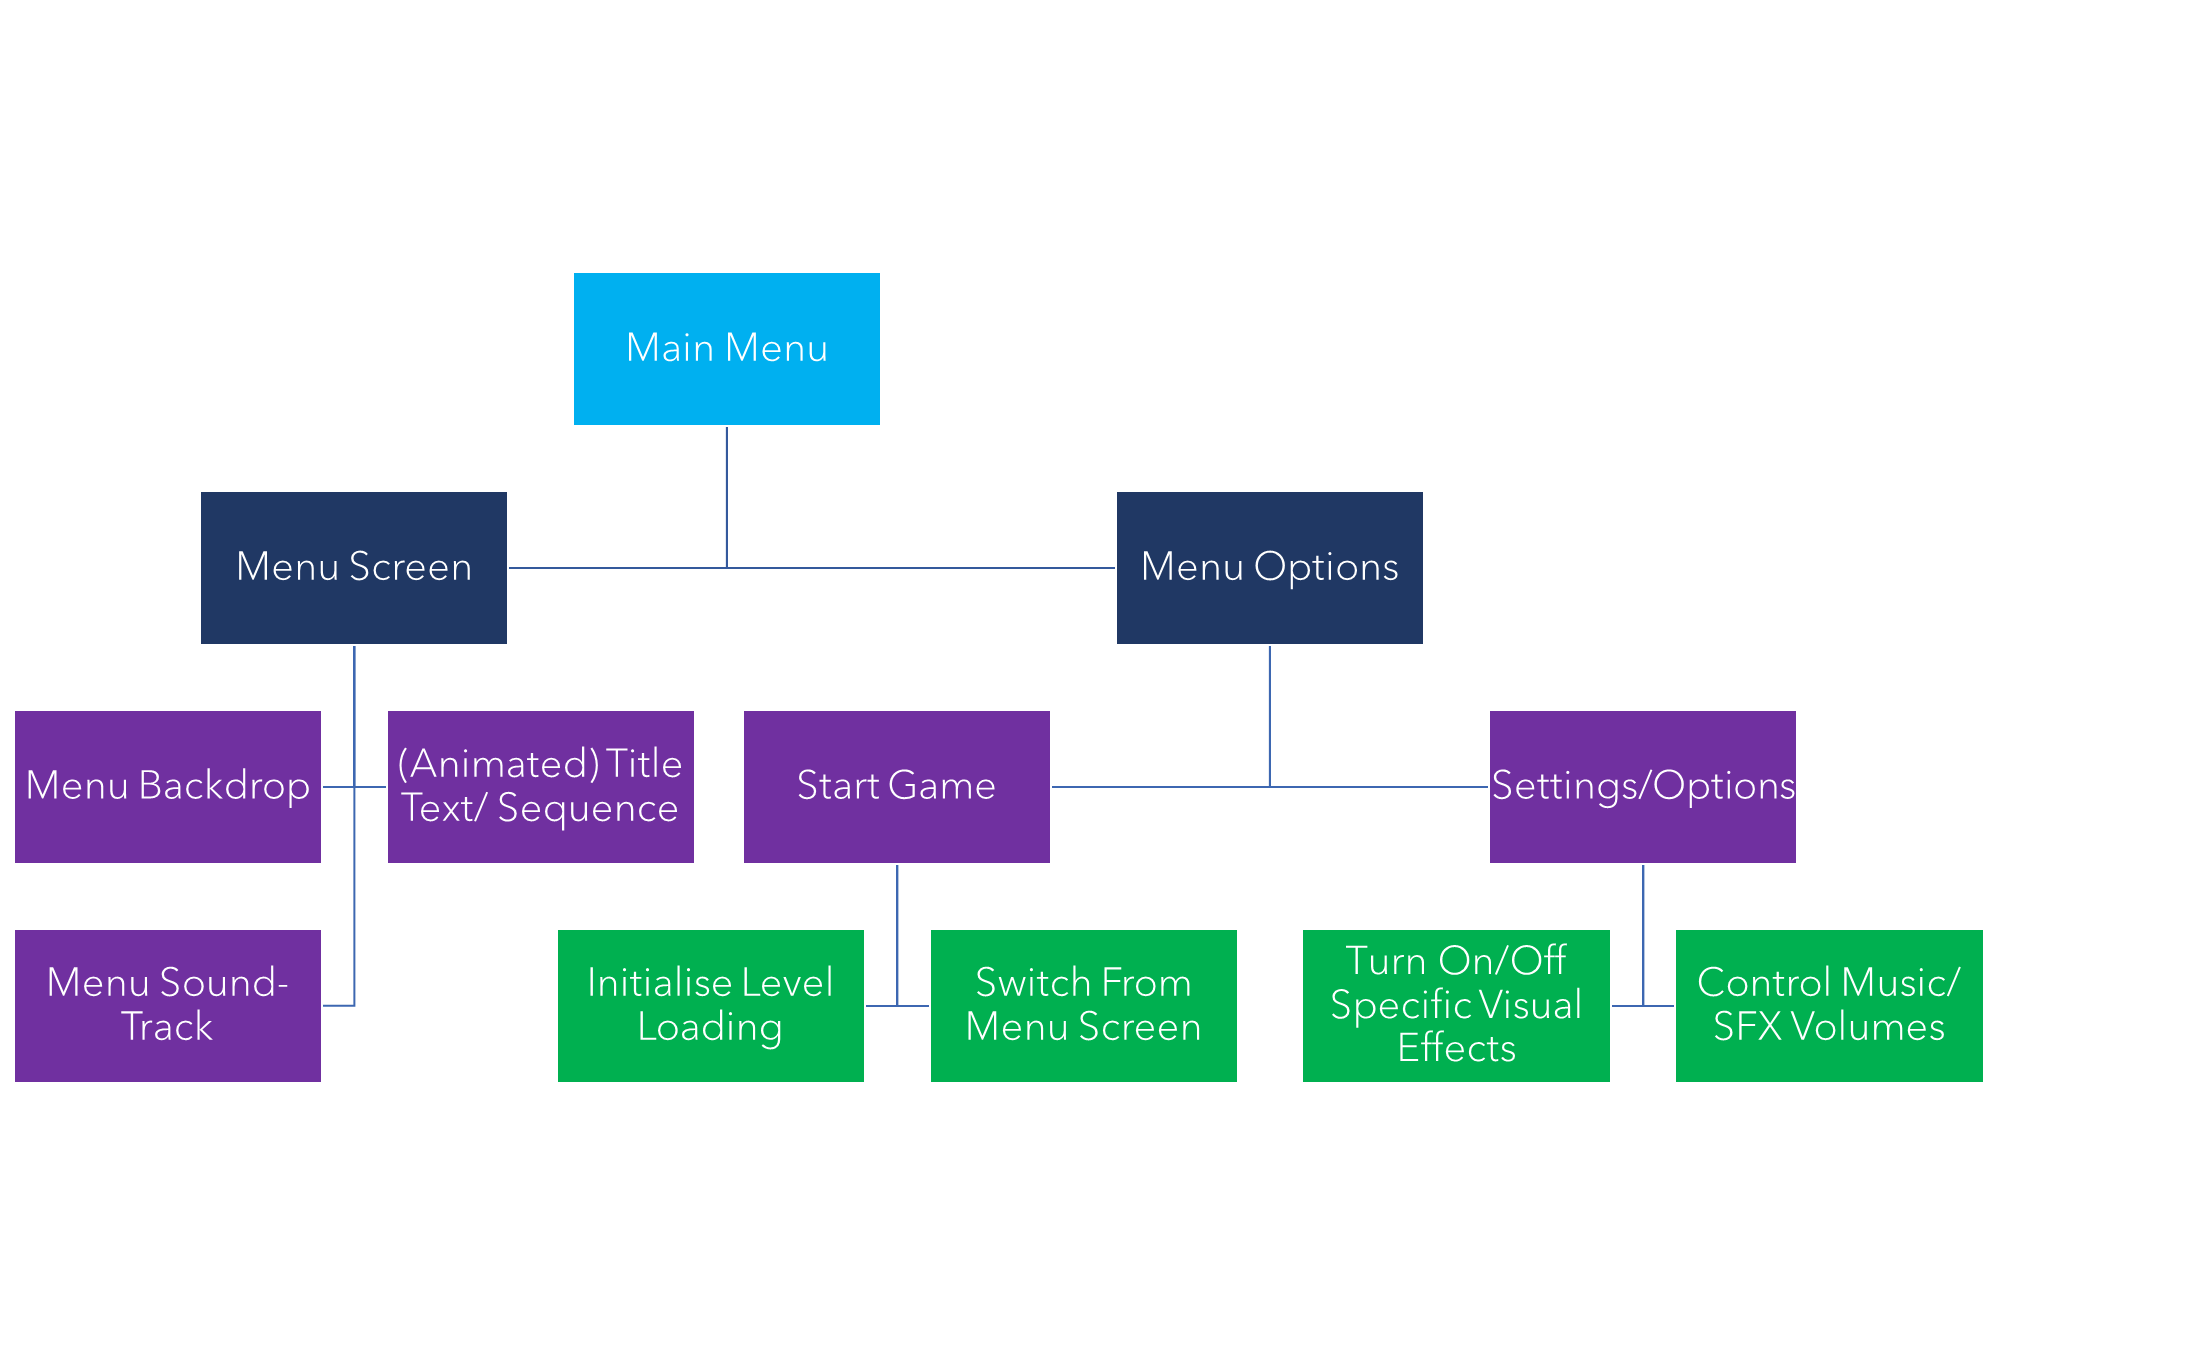 Main Menu
Menu Screen
Menu Options
Menu Backdrop
(Animated) Title
Text/ Sequence
Start Game
Settings/Options
Menu Sound-
Track
Initialise Level
Loading
Switch From
Menu Screen
Turn On/Off
Specific Visual
Effects
Control Music/
SFX Volumes